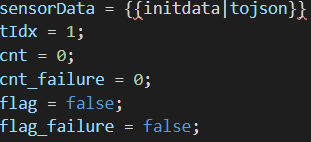 sensorData = {{initdata|tojson}}
tIdx = 1;
cnt = 0;
cnt_failure = 0;
flag = false;
flag_failure = false;